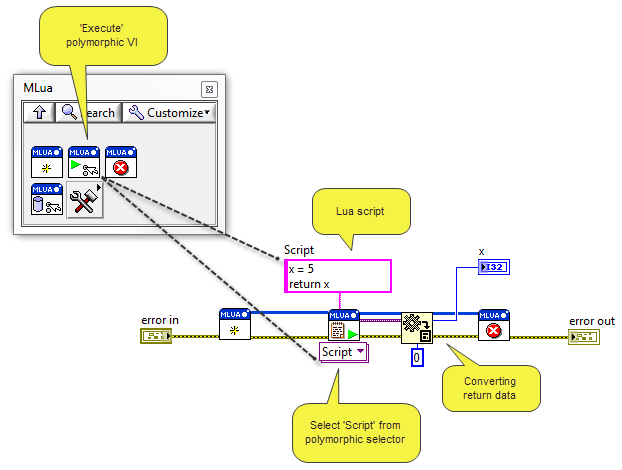 'Execute'
polymorphic VI
MLua
Search
Customize
MLUA
MLUA
MLUA
MLUA
Lua script
Script
x = 5
return x
x
I32
error in
MLUA
MLUA
MLUA
error out
Script
0
Converting
return data
Select 'Script' from
polymorphic selector